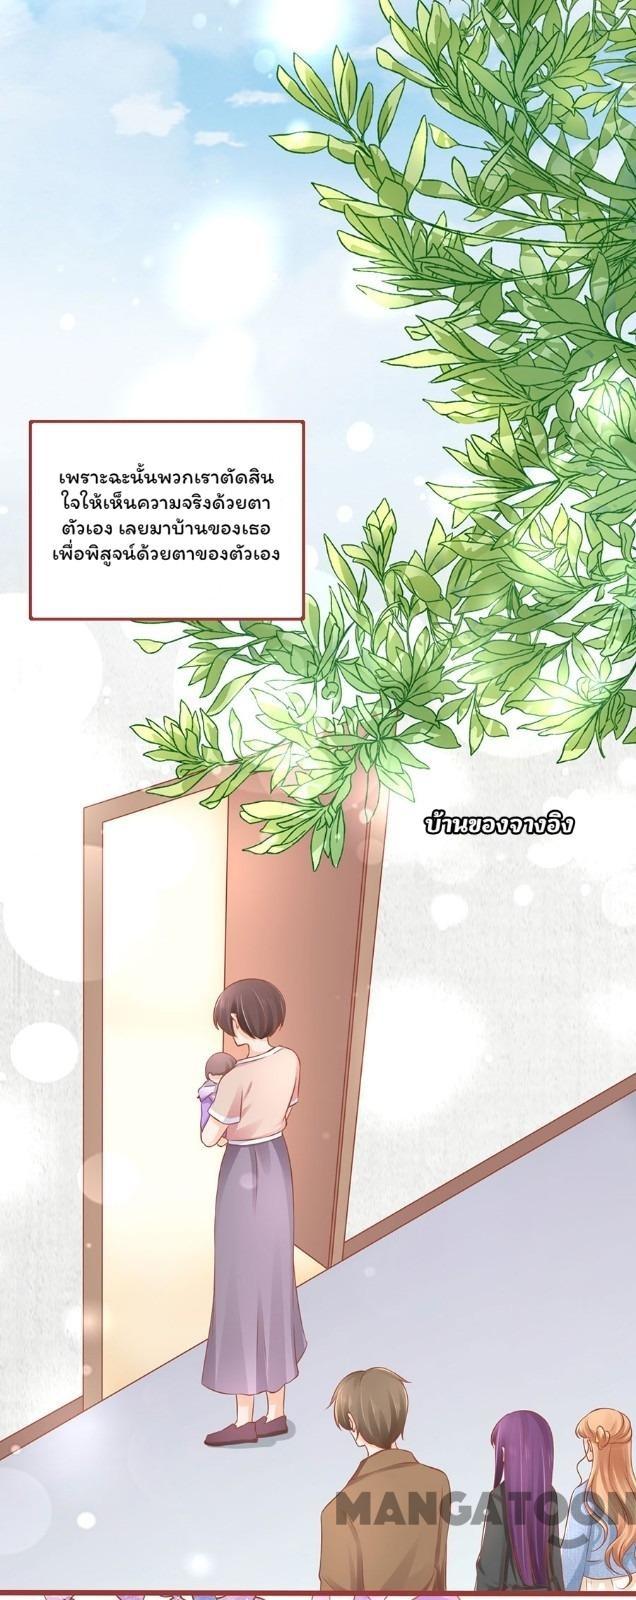 เพราะฉะนั้นพวกเราตัดสิน
ใจให้เห็นความจริงด้วยตา
ตัวเอง เลยมาบ้านของเธอ
เพื่อพิสูจน์ด้วยตาของตัวเอง
บ้านของจางอิง
MANGATOON